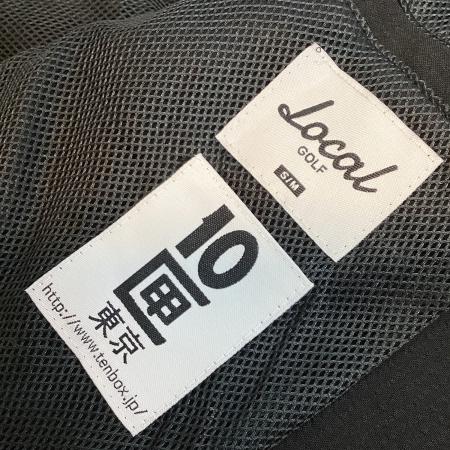 Local
GOLF
S/M
10
匣
東京
http://www.tenbox.jp/